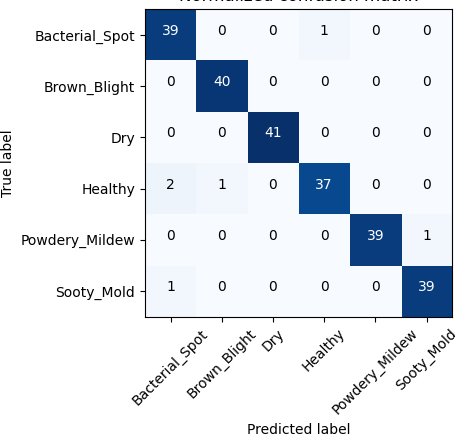 Normalized confusion matrix
True label
Bacterial_Spot 39 0 0 1 0 0
Brown_Blight 0 40 0 0 0 0
Dry 0 0 41 0 0 0
Healthy 2 1 0 37 0 0
Powdery_Mildew 0 0 0 0 39 1
Sooty_Mold 1 0 0 0 0 39
Bacterial_Spot Brown_Blight Dry Healthy Powdery_Mildew Sooty_Mold
Predicted label